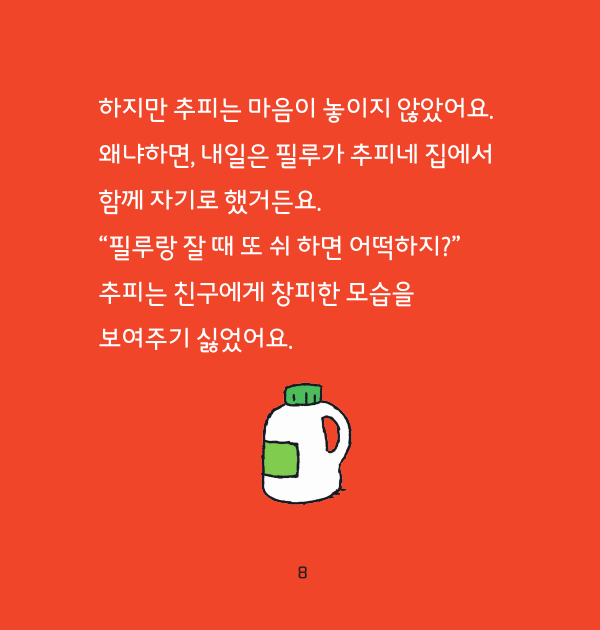 하지만 추피는 마음이 놓이지 않았어요.
왜냐하면, 내일은 필루가 추피네 집에서
함께 자기로 했거든요.
“필루랑 잘 때 또 쉬 하면 어떡하지?”
추피는 친구에게 창피한 모습을
보여주기 싫었어요.
8